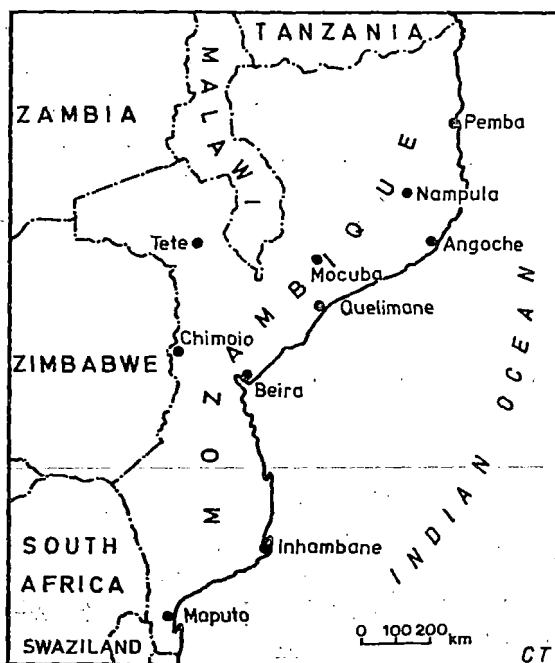 TANZANIA
MALAWI
ZAMBIA
Pemba
Nampula
Tete
Angoche
Mocuba
Quelimane
MOZAMBIQUE
Chimoio
ZIMBABWE
Beira
INDIAN OCEAN
SOUTH
AFRICA
Inhambane
Maputo
0 100 200 km
SWAZILAND
CT